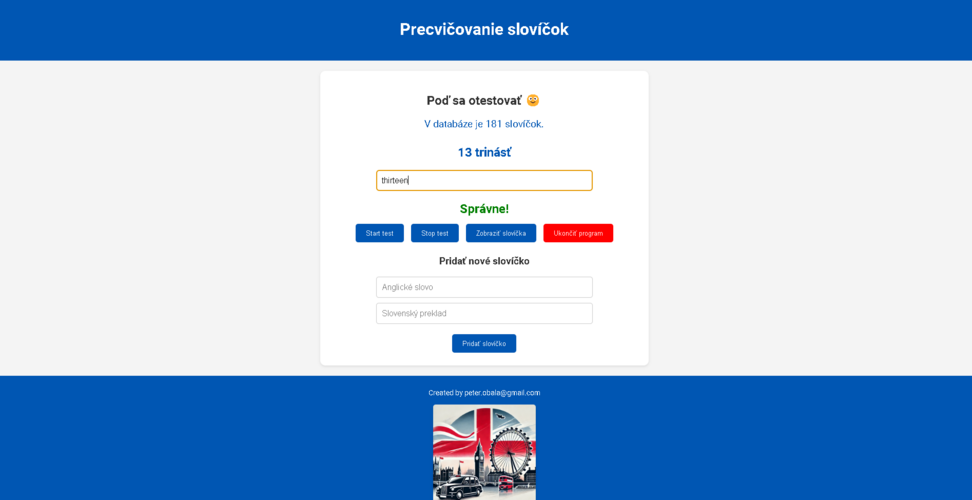 Precvičovanie slovíčok
Poď sa otestovať
V databáze je 181 slovíčok.
13 trinásť
thirteen
Správne!
Start test
Stop test
Zobraziť slovíčka
Ukončiť program
Pridať nové slovíčko
Anglické slovo
Slovenský preklad
Pridať slovíčko
Created by peter.obala@gmail.com